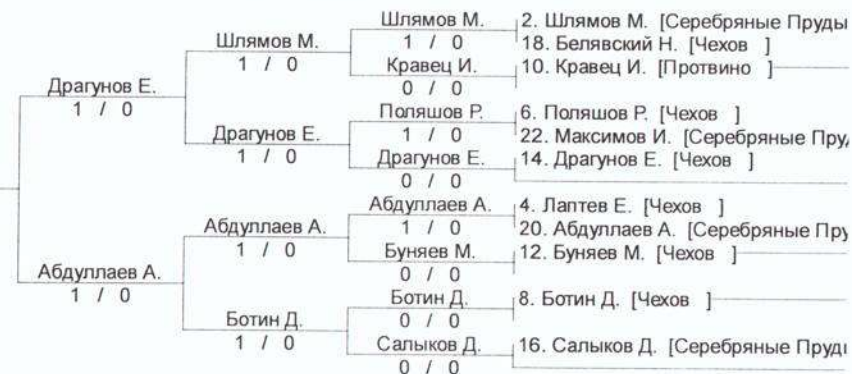 Шлямов М.
2. Шлямов М. [Серебряные Пруды
Шлямов М.
1 / 0
18. Белявский Н. [Чехов ]
1 / 0
Кравец И.
10. Кравец И. [Протвино ]
Драгунов Е.
0 / 0
1 / 0
Поляшов Р.
6. Поляшов Р. [Чехов ]
Драгунов Е.
1 / 0
22. Максимов И. [Серебряные
1 / 0
Драгунов Е.
14. Драгунов Е. [Чехов ]
0 / 0
Абдуллаев А.
4. Лаптев Е. [Чехов ]
Абдуллаев А.
1 / 0
20. Абдуллаев А. [Серебряные
1 / 0
Буняев М.
12. Буняев М. [Чехов ]
Абдуллаев А.
0 / 0
1 / 0
Ботин Д.
8. Ботин Д. [Чехов ]
Ботин Д.
0 / 0
1 / 0
Салыков Д.
16. Салыков Д. [Серебряные
0 / 0